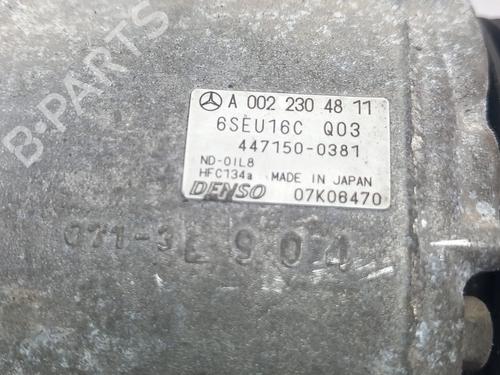 B-PARTS
A 002 230 48 11
6SEU16C Q03
447150-0381
ND-OIL8
HFC134a MADE IN JAPAN
DENSO 07K08470